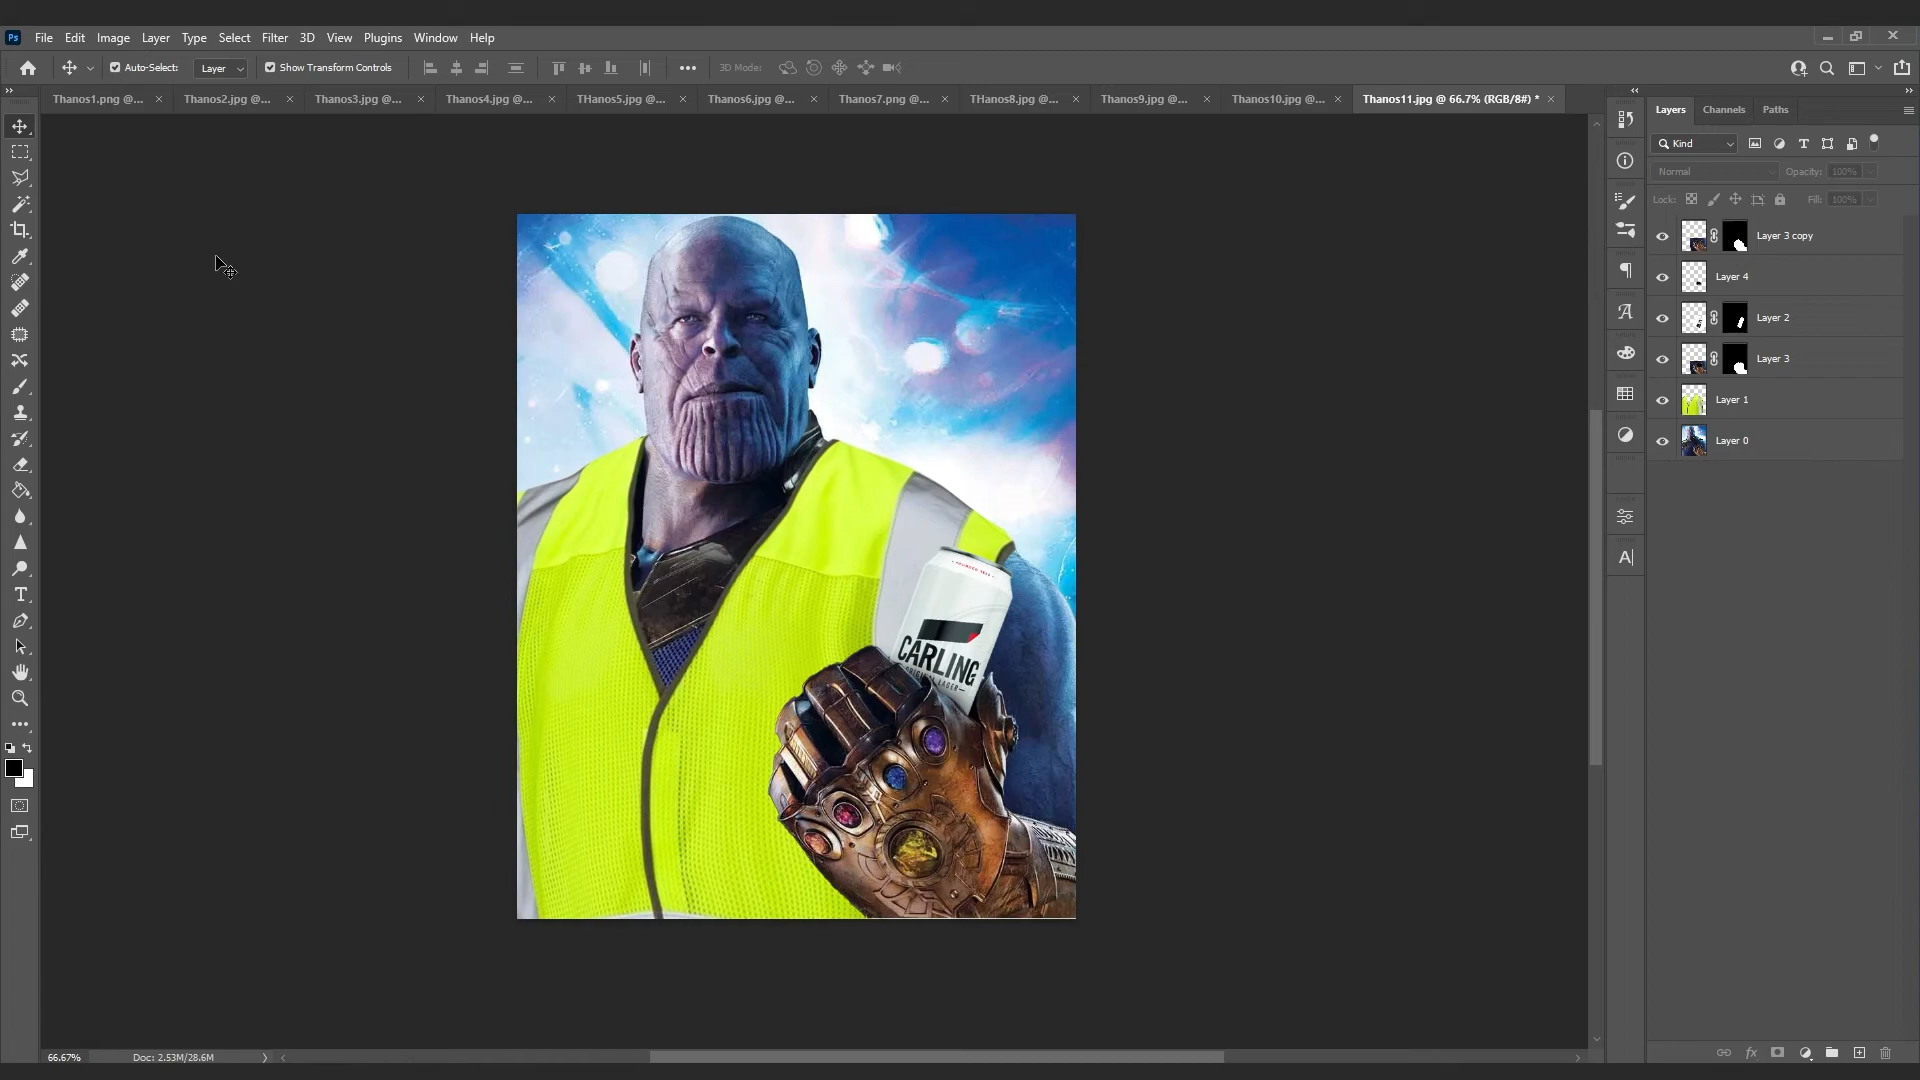 Ps File Edit Image Layer Type Select Filter 3D View Plugins Window Help
Auto-Select: Layer Show Transform Controls 3D Mode:
Thanos1.png @... Thanos2.jpg @... Thanos3.jpg @... Thanos4.jpg @... THanos5.jpg @... Thanos6.jpg @... Thanos7.png @... THanos8.jpg @... Thanos9.jpg @... Thanos10.jpg @... Thanos11.jpg @ 66.7% (RGB/8#) *
Layers Channels Paths
Kind
Normal Opacity: 100%
Lock: Fill: 100%
Layer 3 copy
Layer 4
Layer 2
Layer 3
Layer 1
Layer 0
CARLING
LAGER
66.67% Doc: 2.53M/28.6M